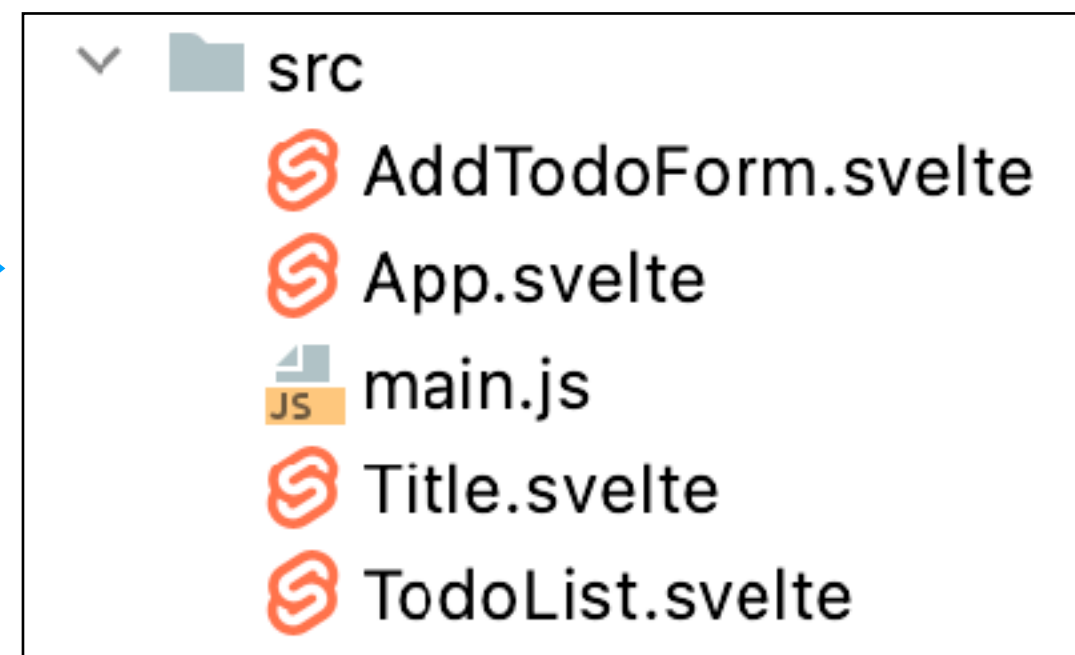 src
AddTodoForm.svelte
App.svelte
JS main.js
Title.svelte
TodoList.svelte